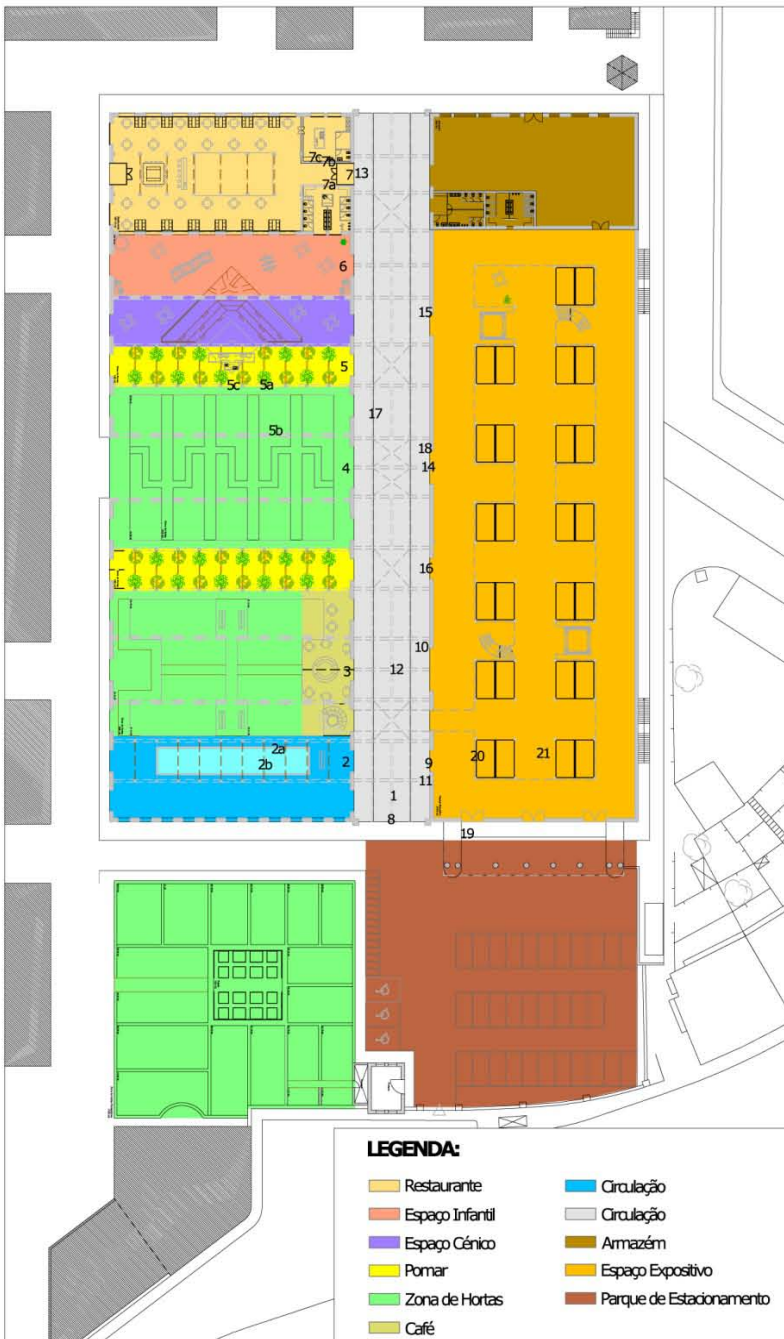 7c
7b
7
13
7a
6
15
5
5c
5a
17
5b
18
4
14
16
10
3
12
2a
2
2b
9
20
21
11
1
8
19
LEGENDA:
Restaurante
Espaço Infantil
Espaço Cénico
Pomar
Zona de Hortas
Café
Circulação
Circulação
Armazém
Espaço Expositivo
Parque de Estacionamento